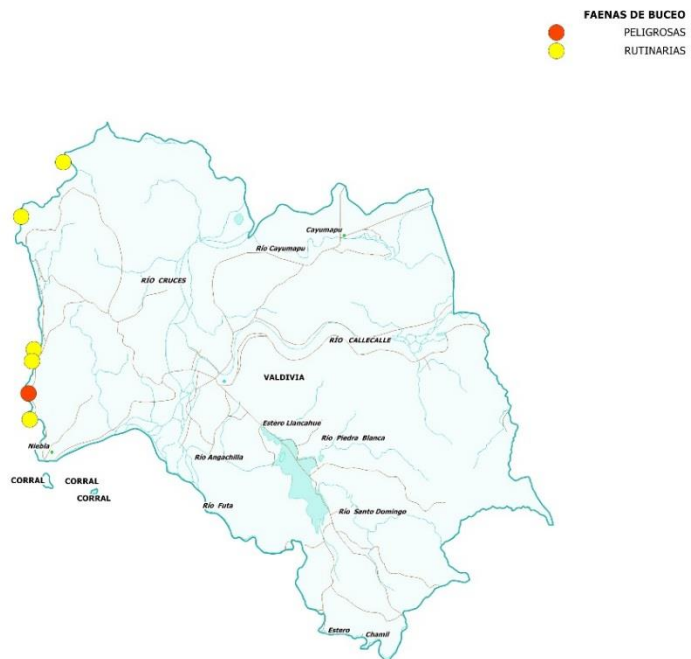 FAENAS DE BUCEO
PELIGROSAS
RUTINARIAS
Cayumapu
Río Cayumapu
RÍO CRUCES
RÍO CALLECALLE
VALDIVIA
Estero Llancahue
Río Piedra Blanca
Niebla
Río Angachilla
CORRAL
CORRAL
CORRAL
Río Futa
Río Santo Domingo
Estero Chamil